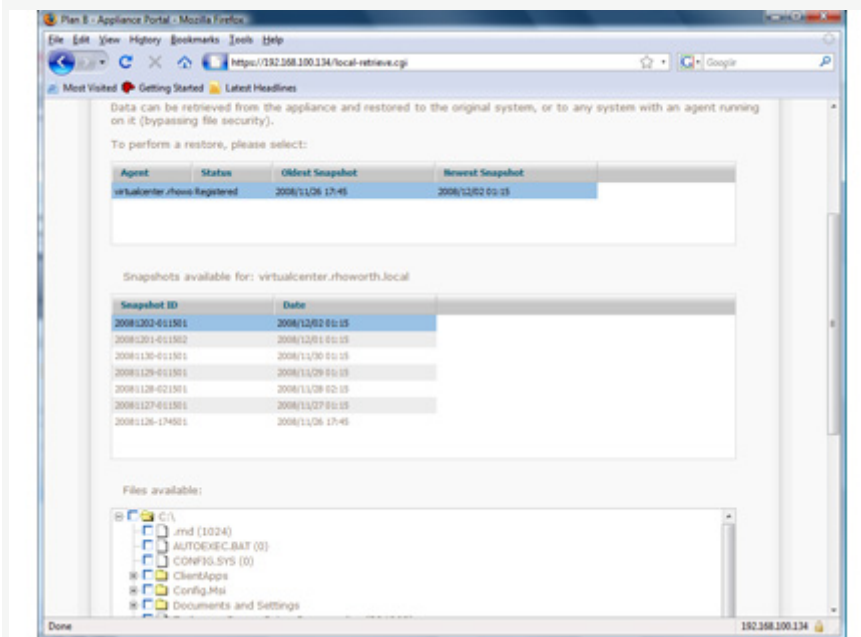 Plan B - Appliance Portal - Mozilla Firefox
File Edit View History Bookmarks Tools Help
https://192.168.100.134/local-retrieve.cgi
Google
Most Visited Getting Started Latest Headlines
Data can be retrieved from the appliance and restored to the original system, or to any system with an agent running
on it (bypassing file security).
To perform a restore, please select:
Agent Status Oldest Snapshot Newest Snapshot
virtualcenter.rhowo Registered 2008/11/26 17:45 2008/12/02 01:15
Snapshots available for: virtualcenter.rhoworth.local
Snapshot ID Date
20081202-011501 2008/12/02 01:15
20081201-011502 2008/12/01 01:15
20081130-011501 2008/11/30 01:15
20081129-011501 2008/11/29 01:15
20081128-021501 2008/11/28 02:15
20081127-011501 2008/11/27 01:15
20081126-174501 2008/11/26 17:45
Files available:
C:\
.rnd (1024)
AUTOEXEC.BAT (0)
CONFIG.SYS (0)
ClientApps
Config.Msi
Documents and Settings
Done 192.168.100.134